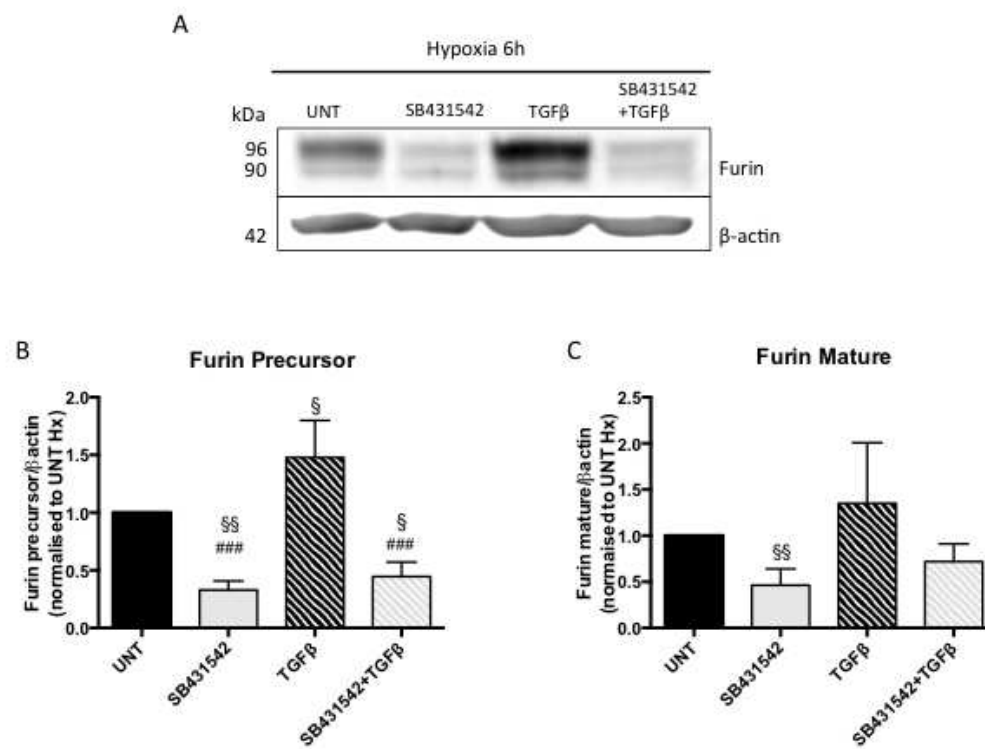 A
Hypoxia 6h
kDa
UNT
SB431542
TGFβ
SB431542
+TGFβ
96
90
Furin
42
β-actin
B
Furin Precursor
Furin precursor/βactin
(normalised to UNT Hx)
2.0
1.5
1.0
0.5
0.0
§§
###
§
§
###
UNT
SB431542
TGFβ
SB431542+TGFβ
C
Furin Mature
Furin mature/βactin
(normaised to UNT Hx)
2.5
2.0
1.5
1.0
0.5
0.0
§§
UNT
SB431542
TGFβ
SB431542+TGFβ